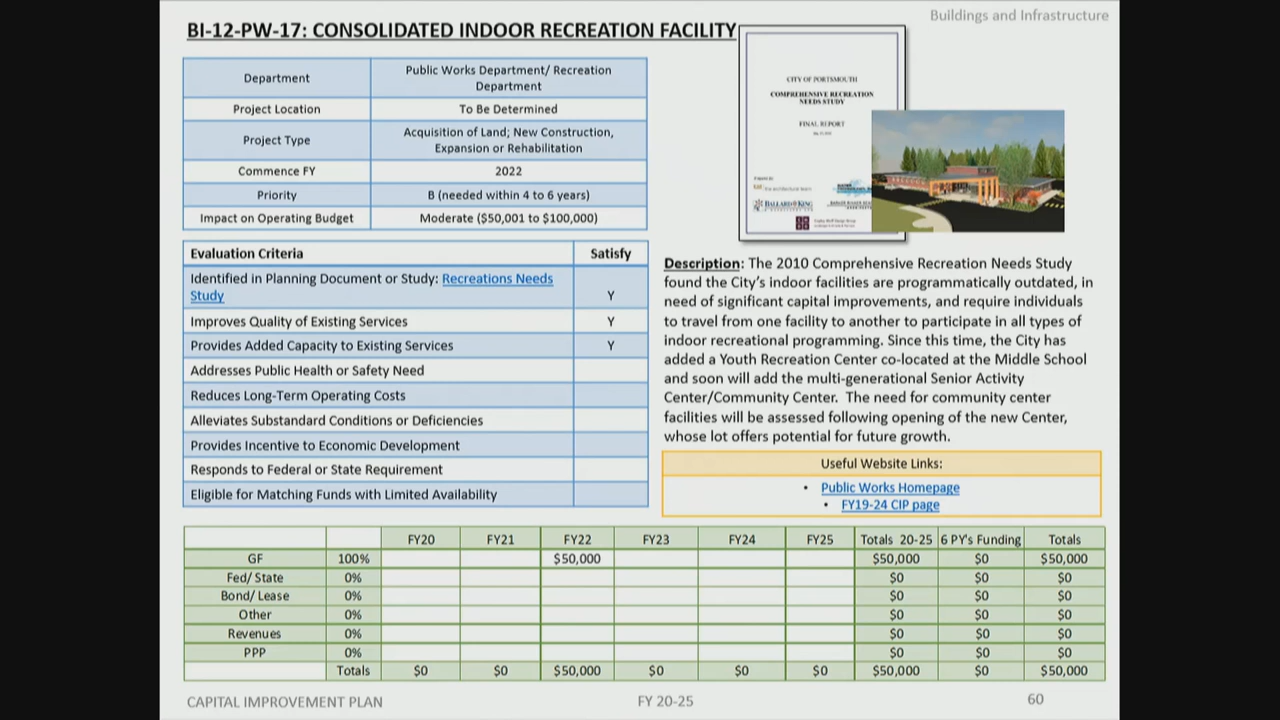 Buildings and Infrastructure
BI-12-PW-17: CONSOLIDATED INDOOR RECREATION FACILITY
Department
Public Works Department/ Recreation
Department
Project Location
To Be Determined
Project Type
Acquisition of Land; New Construction,
Expansion or Rehabilitation
Commence FY
2022
Priority
B (needed within 4 to 6 years)
Impact on Operating Budget
Moderate ($50,001 to $100,000)
Evaluation Criteria
Satisfy
Identified in Planning Document or Study: Recreations Needs
Study
Y
Improves Quality of Existing Services
Y
Provides Added Capacity to Existing Services
Y
Addresses Public Health or Safety Need
Reduces Long-Term Operating Costs
Alleviates Substandard Conditions or Deficiencies
Provides Incentive to Economic Development
Responds to Federal or State Requirement
Eligible for Matching Funds with Limited Availability
CITY OF PORTSMOUTH
COMPREHENSIVE RECREATION
NEEDS STUDY
FINAL REPORT
BALLARD*KING
Description: The 2010 Comprehensive Recreation Needs Study
found the City's indoor facilities are programmatically outdated, in
need of significant capital improvements, and require individuals
to travel from one facility to another to participate in all types of
indoor recreational programming. Since this time, the City has
added a Youth Recreation Center co-located at the Middle School
and soon will add the multi-generational Senior Activity
Center/Community Center. The need for community center
facilities will be assessed following opening of the new Center,
whose lot offers potential for future growth.
Useful Website Links:
• Public Works Homepage
• FY19-24 CIP page
FY20 FY21 FY22 FY23 FY24 FY25 Totals 20-25 6 PY's Funding Totals
GF 100% $50,000 $50,000 $0 $50,000
Fed/ State 0% $0 $0 $0
Bond/ Lease 0% $0 $0 $0
Other 0% $0 $0 $0
Revenues 0% $0 $0 $0
PPP 0% $0 $0 $0
Totals $0 $0 $50,000 $0 $0 $0 $50,000 $0 $50,000
CAPITAL IMPROVEMENT PLAN
FY 20-25
60